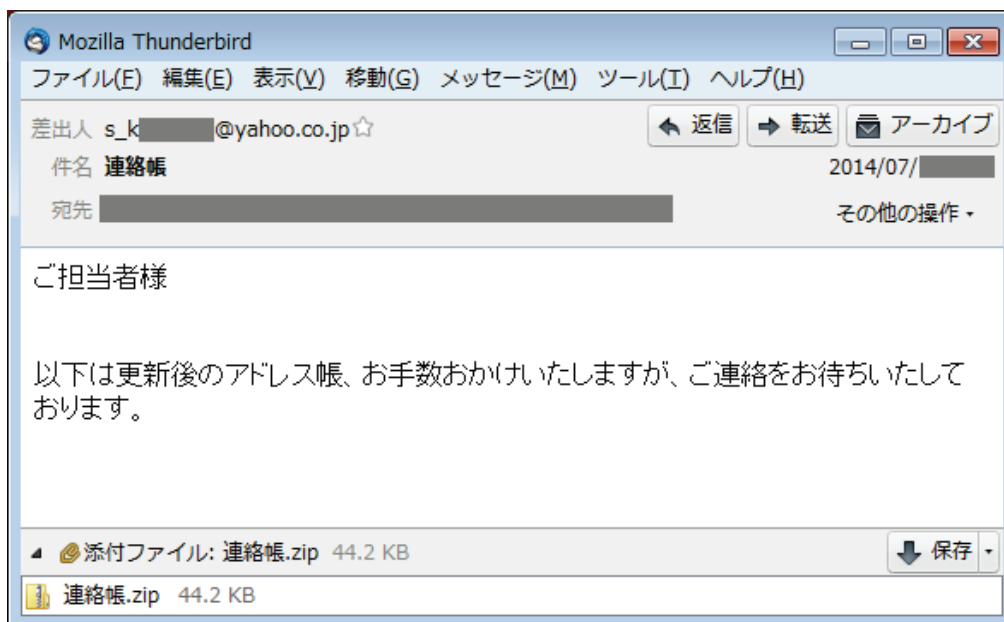 Mozilla Thunderbird
ファイル(F) 編集(E) 表示(V) 移動(G) メッセージ(M) ツール(T) ヘルプ(H)
差出人 s_k @yahoo.co.jp 返信 転送 アーカイブ
件名 連絡帳 2014/07/
宛先 その他の操作
ご担当者様
以下は更新後のアドレス帳、お手数おかけいたしますが、ご連絡をお待ちいたして
おります。
添付ファイル: 連絡帳.zip 44.2 KB 保存
連絡帳.zip 44.2 KB